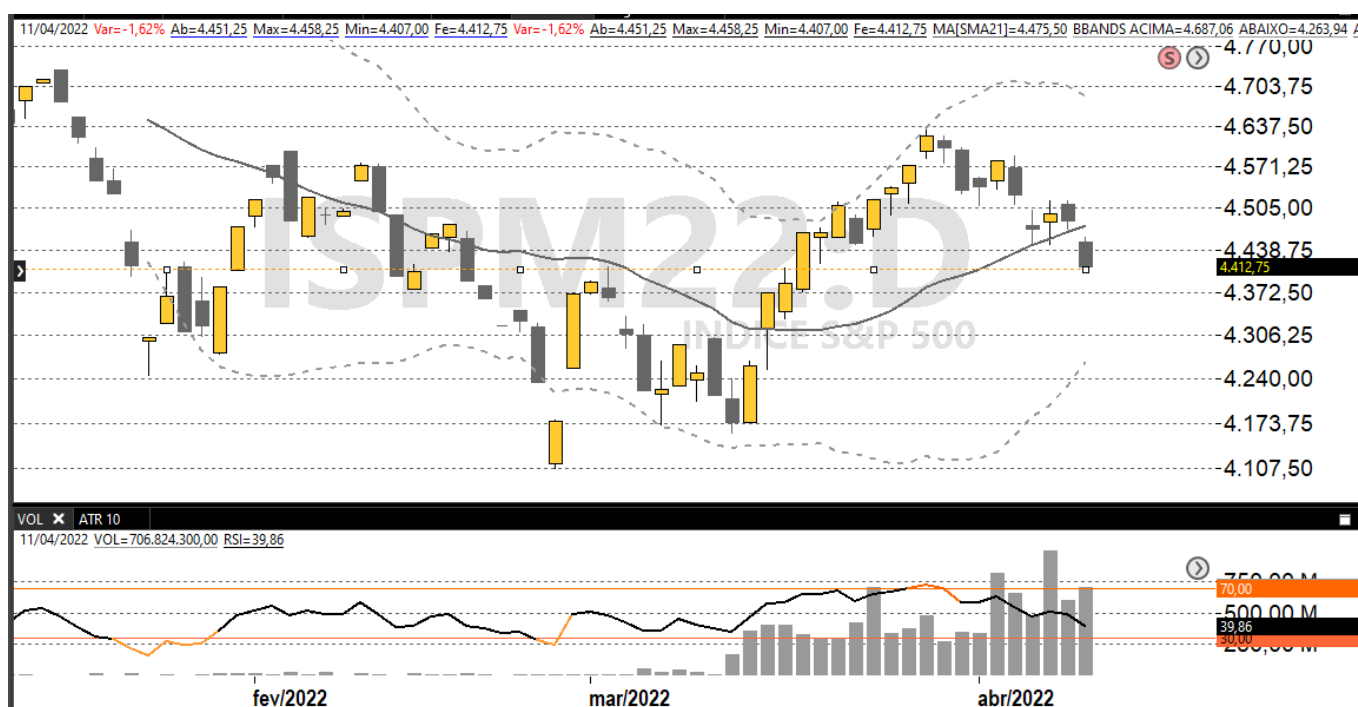 11/04/2022 Var=-1,62% Ab=4.451,25 Max=4.458,25 Min=4.407,00 Fe=4.412,75 Var=-1,62% Ab=4.451,25 Max=4.458,25 Min=4.407,00 Fe=4.412,75 MA[SMA21]=4.475,50 BBANDS ACIMA=4.687,06 ABAIXO=4.263,94
4.770,00
S
4.703,75
4.637,50
4.571,25
4.505,00
ISPM22:D
4.438,75
4.412,75
4.372,50
INDICE S&P 500
4.306,25
4.240,00
4.173,75
4.107,50
VOL ATR 10
11/04/2022 VOL=706.824.300,00 RSI=39,86
70,00
500,00 M
39,86
30,00
fev/2022 mar/2022 abr/2022